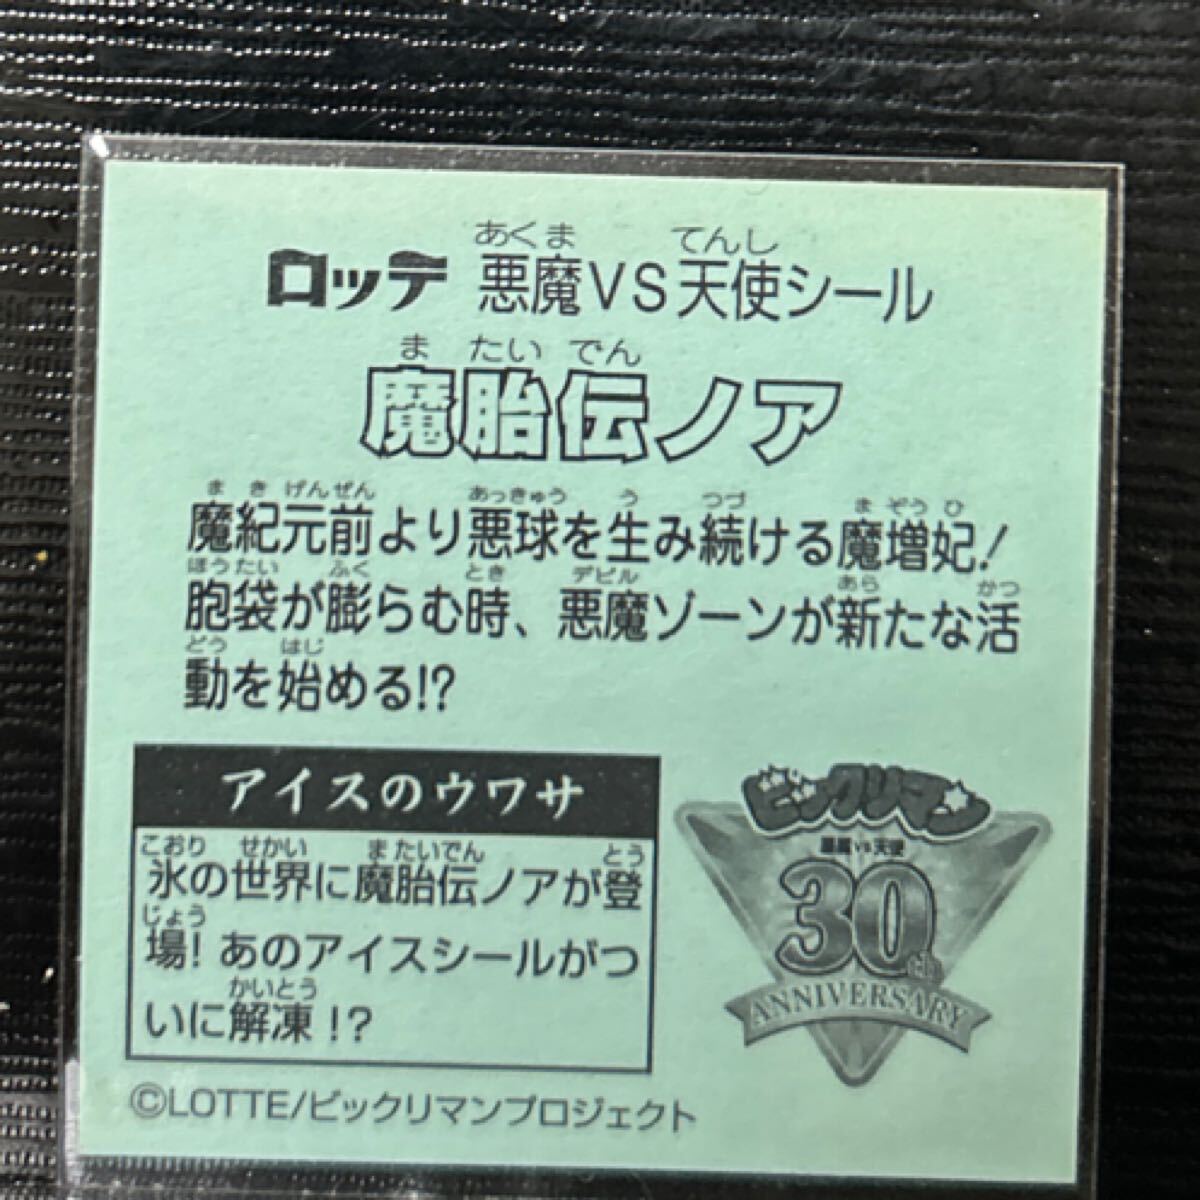 あくま てんし
ロッテ 悪魔VS天使シール
ま たい でん
魔胎伝ノア
ま き げんぜん あっきゅう う つづ ま ぞう ひ
魔紀元前より悪球を生み続ける魔増妃!
ほうたい ふく とき デビル あら かつ
胞袋が膨らむ時、悪魔ゾーンが新たな活
どう はじ
動を始める!?
アイスのウワサ
こおり せかい ま たいでん とう
氷の世界に魔胎伝ノアが登
じょう
場! あのアイスシールがつ
かいとう
いに解凍!?
ビックリマン
悪魔VS天使
30th
ANNIVERSARY
©LOTTE/ビックリマンプロジェクト